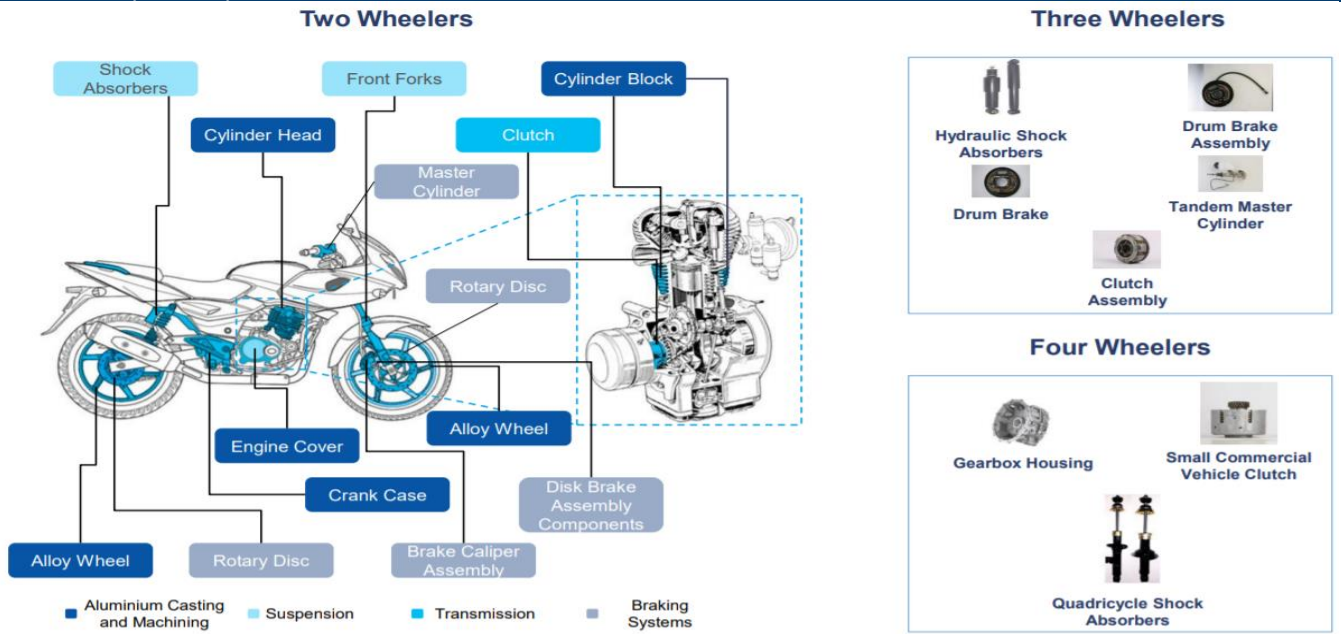 Two Wheelers
Shock
Absorbers
Front Forks
Cylinder Block
Cylinder Head
Clutch
Master
Cylinder
Rotary Disc
Alloy Wheel
Engine Cover
Crank Case
Disk Brake
Assembly
Components
Alloy Wheel
Rotary Disc
Brake Caliper
Assembly
Aluminium Casting
and Machining
Suspension
Transmission
Braking
Systems
Three Wheelers
Hydraulic Shock
Absorbers
Drum Brake
Assembly
Drum Brake
Tandem Master
Cylinder
Clutch
Assembly
Four Wheelers
Gearbox Housing
Small Commercial
Vehicle Clutch
Quadricycle Shock
Absorbers